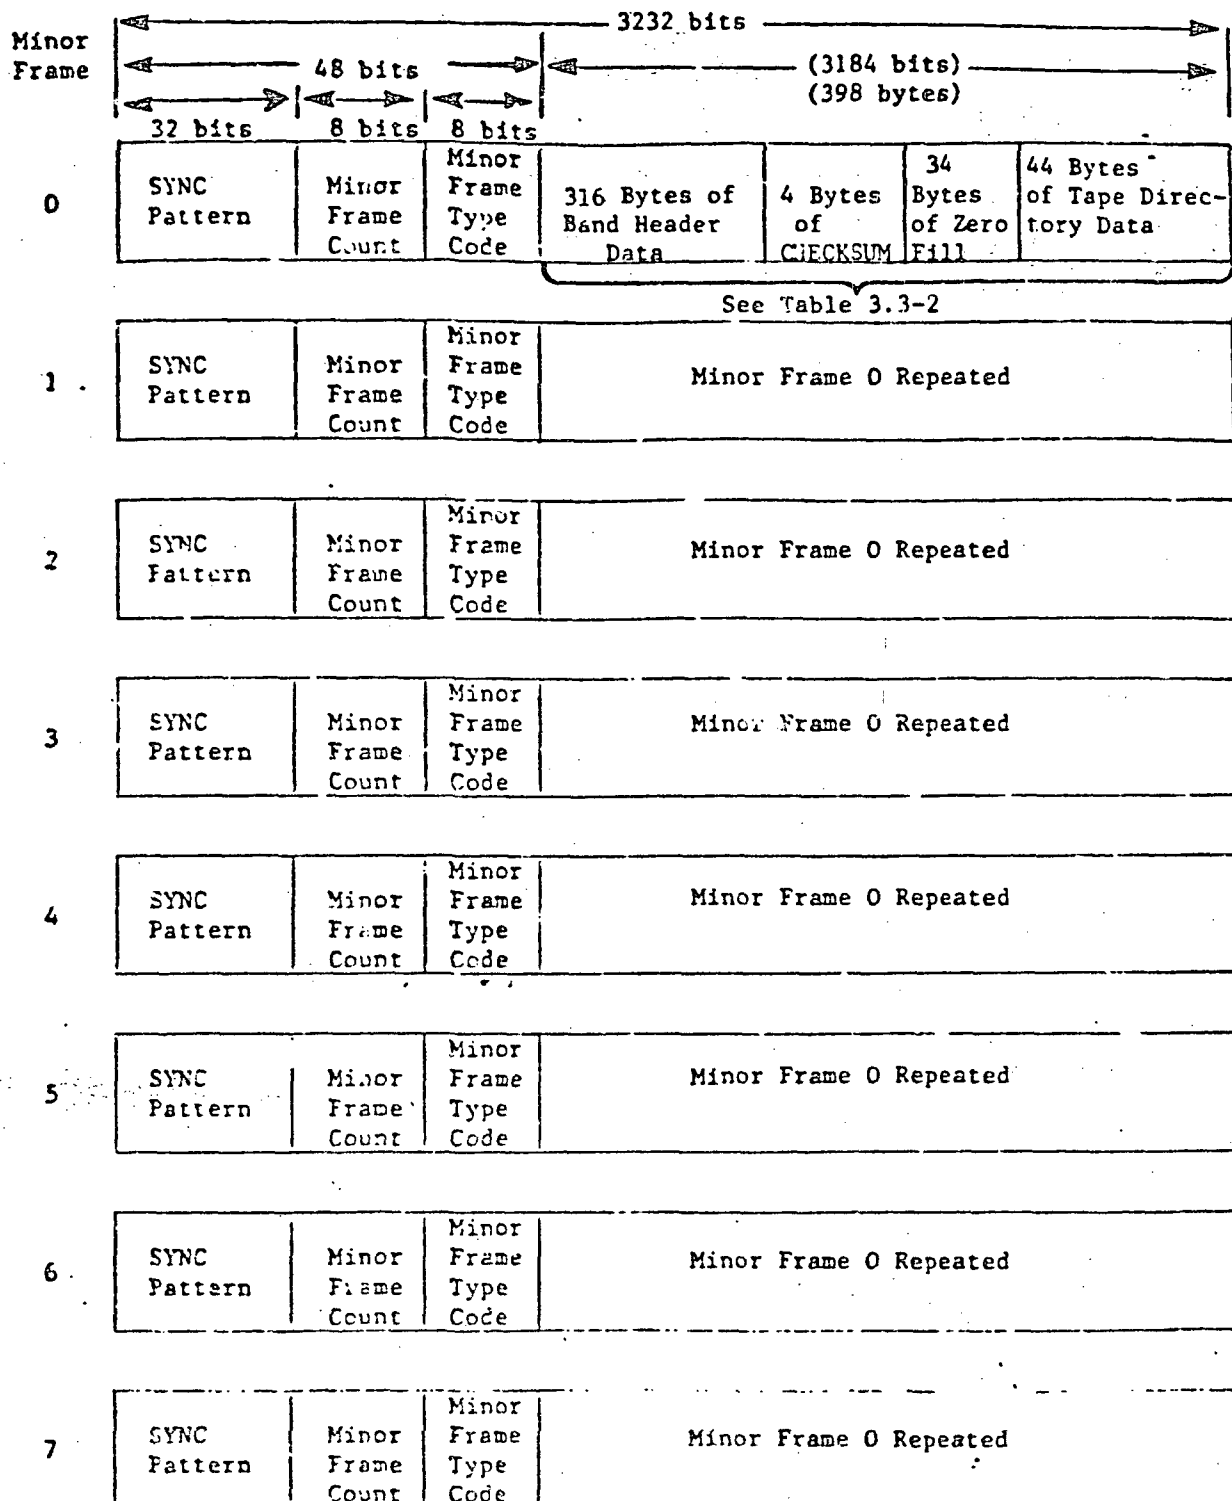 3232 bits
Minor
Frame
48 bits
(3184 bits)
(398 bytes)
32 bits
8 bits
8 bits
0
SYNC
Pattern
Minor
Frame
Count
Minor
Frame
Type
Code
316 Bytes of
Band Header
Data
4 Bytes
of
CHECKSUM
34
Bytes
of Zero
Fill
44 Bytes
of Tape Direc-
tory Data
See Table 3.3-2
1
SYNC
Pattern
Minor
Frame
Count
Minor
Frame
Type
Code
Minor Frame 0 Repeated
2
SYNC
Pattern
Minor
Frame
Count
Minor
Frame
Type
Code
Minor Frame 0 Repeated
3
SYNC
Pattern
Minor
Frame
Count
Minor
Frame
Type
Code
Minor Frame 0 Repeated
4
SYNC
Pattern
Minor
Frame
Count
Minor
Frame
Type
Code
Minor Frame 0 Repeated
5
SYNC
Pattern
Minor
Frame
Count
Minor
Frame
Type
Code
Minor Frame 0 Repeated
6
SYNC
Pattern
Minor
Frame
Count
Minor
Frame
Type
Code
Minor Frame 0 Repeated
7
SYNC
Pattern
Minor
Frame
Count
Minor
Frame
Type
Code
Minor Frame 0 Repeated